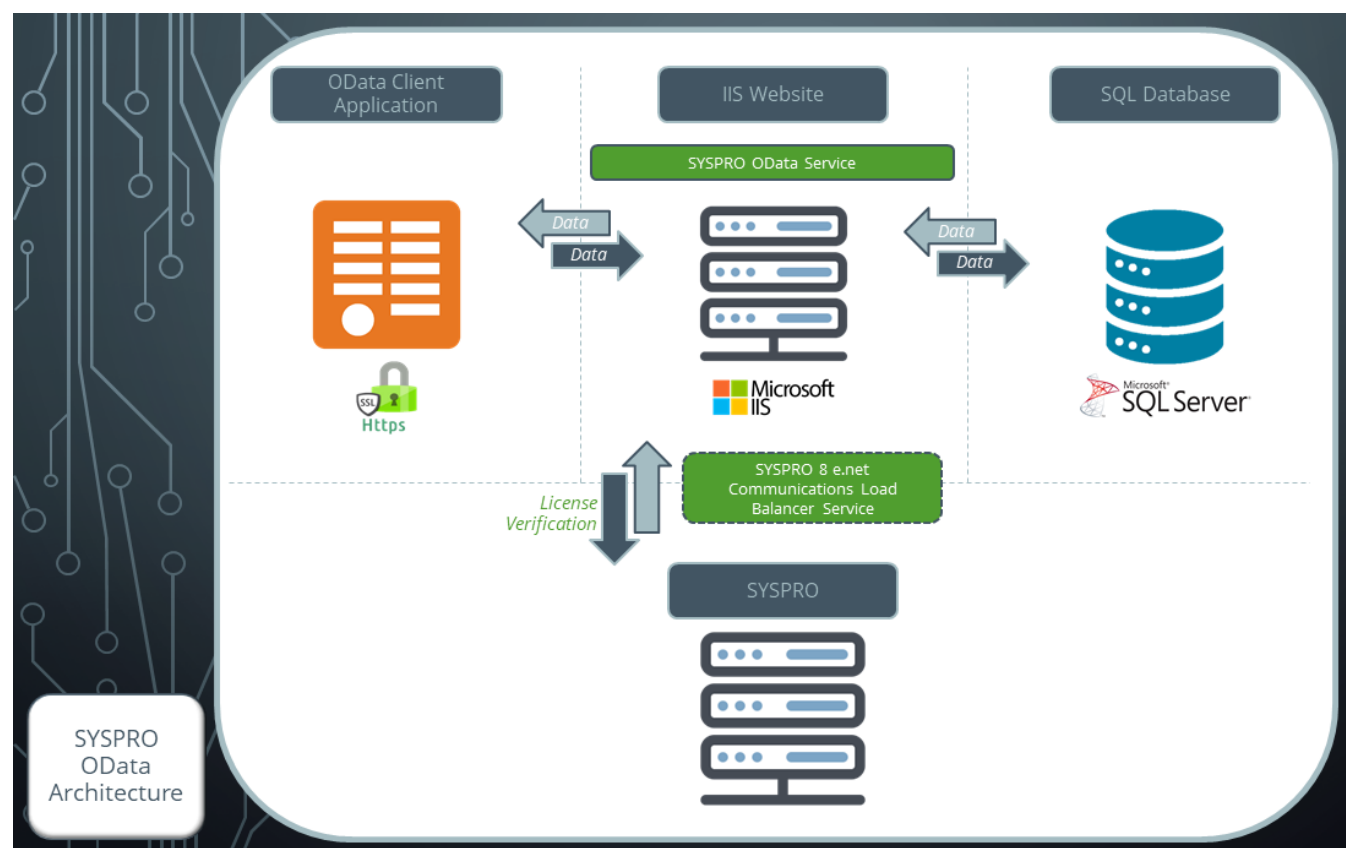 OData Client
Application
IIS Website
SQL Database
SYSPRO OData Service
Data
Data
Data
Data
SSL
Https
Microsoft
IIS
Microsoft®
SQL Server®
License
Verification
SYSPRO 8 e.net
Communications Load
Balancer Service
SYSPRO
SYSPRO
OData
Architecture